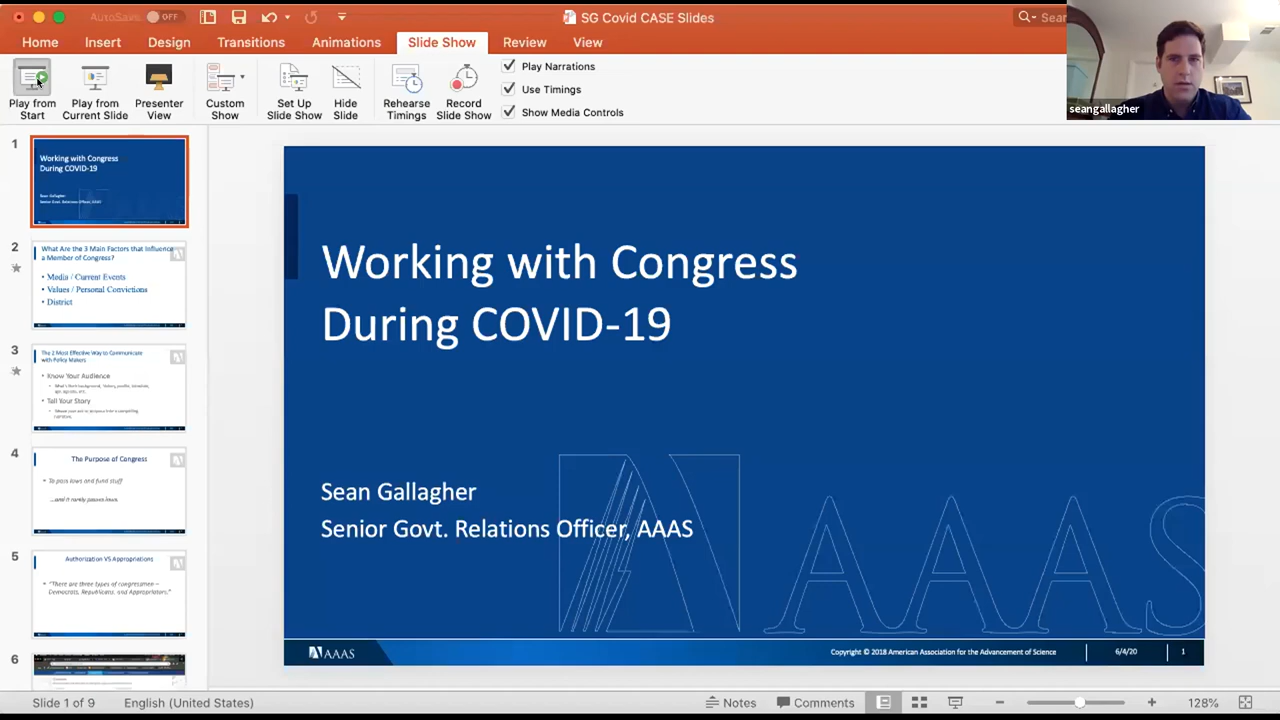 AutoSave OFF
SG Covid CASE Slides
Sear
Home Insert Design Transitions Animations Slide Show Review View
Play from Start
Play from Current Slide
Presenter View
Custom Show
Set Up Slide Show
Hide Slide
Rehearse Timings
Record Slide Show
Play Narrations
Use Timings
Show Media Controls
seangallagher
1
Working with Congress
During COVID-19
Sean Gallagher
Senior Govt. Relations Officer, AAAS
2
What Are the 3 Main Factors that Influence
a Member of Congress?
• Media / Current Events
• Values / Personal Convictions
• District
3
The 2 Most Effective Way to Communicate
with Policy Makers
• Know Your Audience
• Tell Your Story
4
The Purpose of Congress
• To pass laws and fund stuff
...and it rarely passes laws.
5
Authorization VS Appropriations
• "There are three types of congressmen –
Democrats, Republicans, and Appropriators."
6
Working with Congress
During COVID-19
Sean Gallagher
Senior Govt. Relations Officer, AAAS
AAAS
AAAS
Copyright © 2018 American Association for the Advancement of Science
6/4/20
1
Slide 1 of 9
English (United States)
Notes
Comments
128%